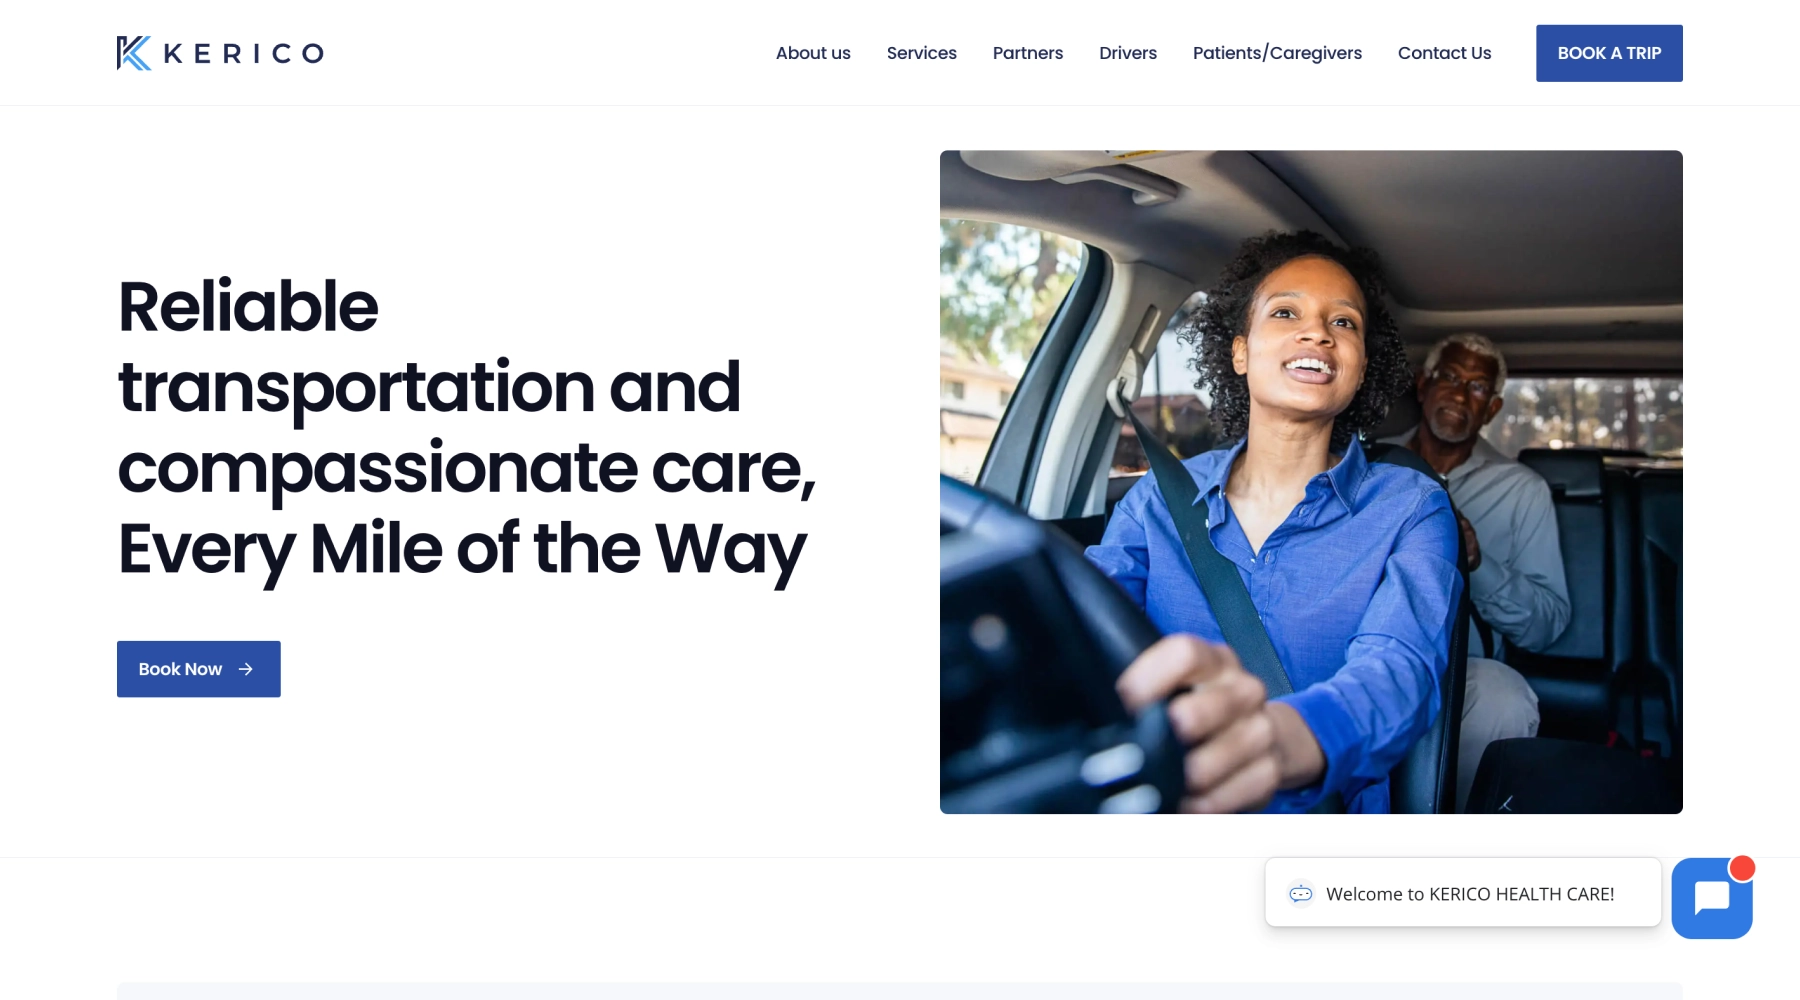 KERICO
About us
Services
Partners
Drivers
Patients/Caregivers
Contact Us
BOOK A TRIP
Reliable
transportation and
compassionate care,
Every Mile of the Way
Book Now
Welcome to KERICO HEALTH CARE!